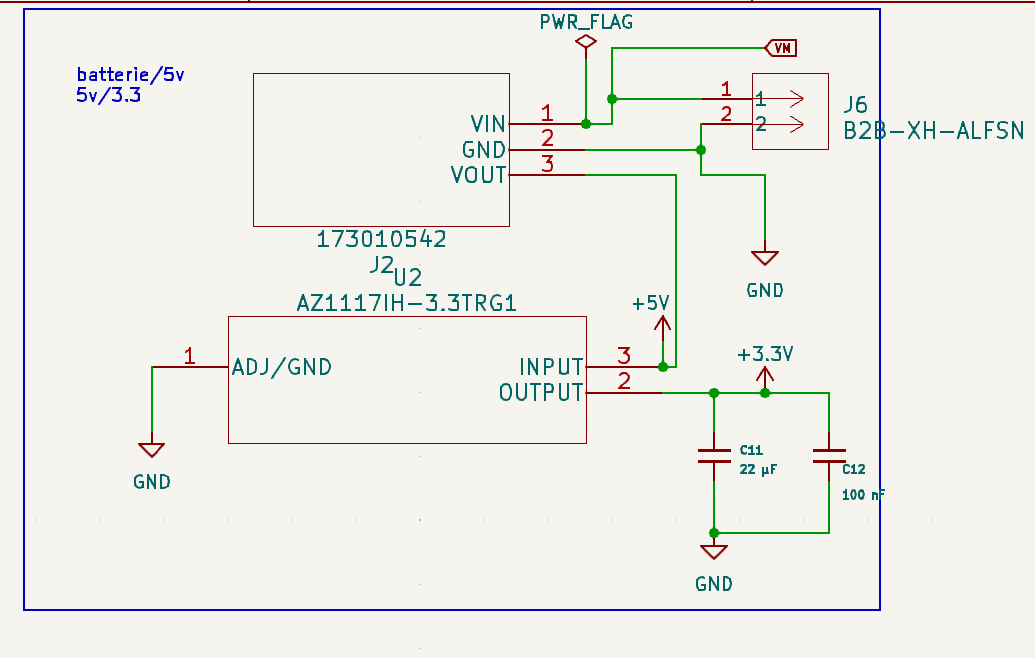 PWR_FLAG
VM
batterie/5v
5v/3.3
VIN 1
GND 2
VOUT 3
1 1
2 2
J6
B2B-XH-ALFSN
173010542
J2
U2
AZ1117IH-3.3TRG1
GND
+5V
+3.3V
1 ADJ/GND
INPUT 3
OUTPUT 2
C11
22 µF
C12
100 nF
GND
GND